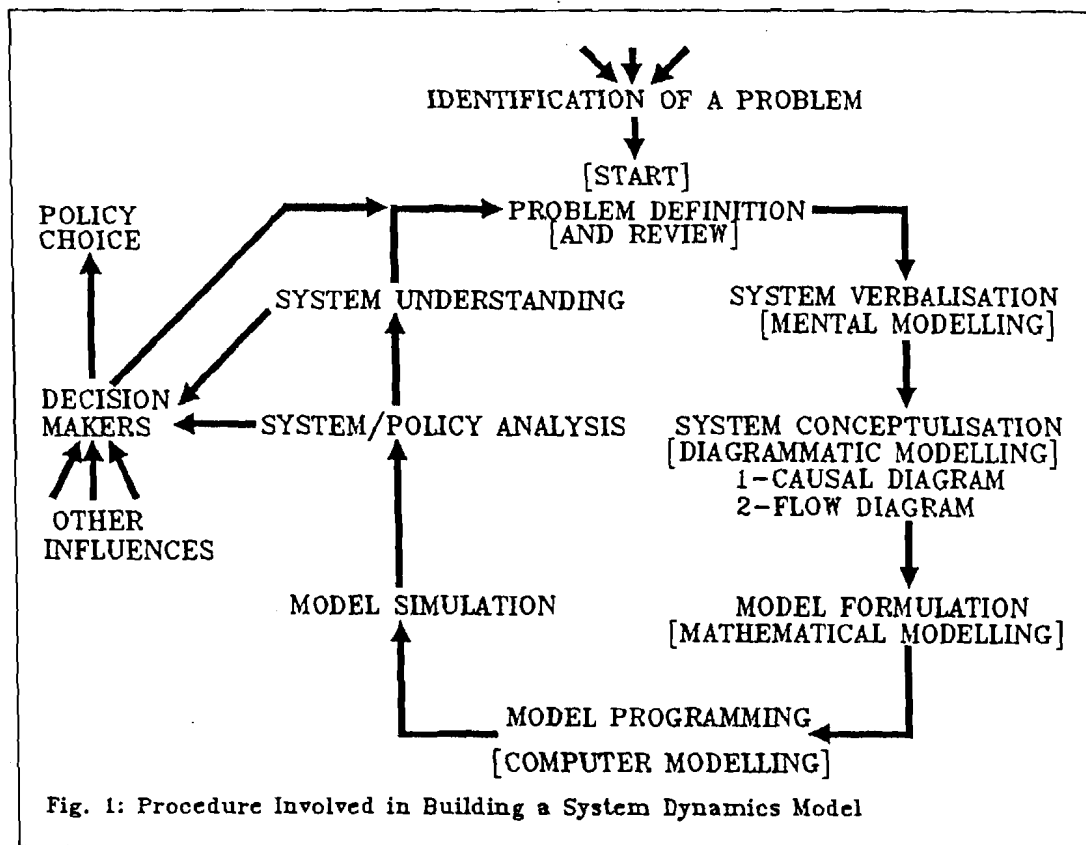 IDENTIFICATION OF A PROBLEM
[START]
PROBLEM DEFINITION
[AND REVIEW]
POLICY
CHOICE
SYSTEM UNDERSTANDING
SYSTEM VERBALISATION
[MENTAL MODELLING]
DECISION
MAKERS
SYSTEM/POLICY ANALYSIS
SYSTEM CONCEPTULISATION
[DIAGRAMMATIC MODELLING]
1-CAUSAL DIAGRAM
2-FLOW DIAGRAM
OTHER
INFLUENCES
MODEL SIMULATION
MODEL FORMULATION
[MATHEMATICAL MODELLING]
MODEL PROGRAMMING
[COMPUTER MODELLING]
Fig. 1: Procedure Involved in Building a System Dynamics Model